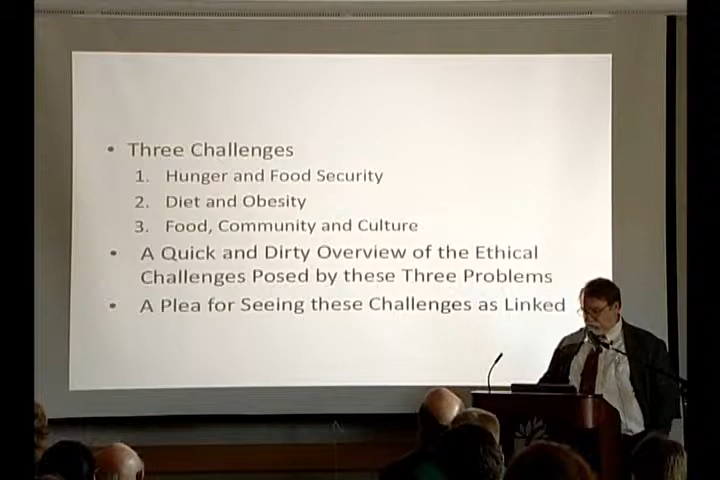 • Three Challenges
1. Hunger and Food Security
2. Diet and Obesity
3. Food, Community and Culture
• A Quick and Dirty Overview of the Ethical
Challenges Posed by these Three Problems
• A Plea for Seeing these Challenges as Linked